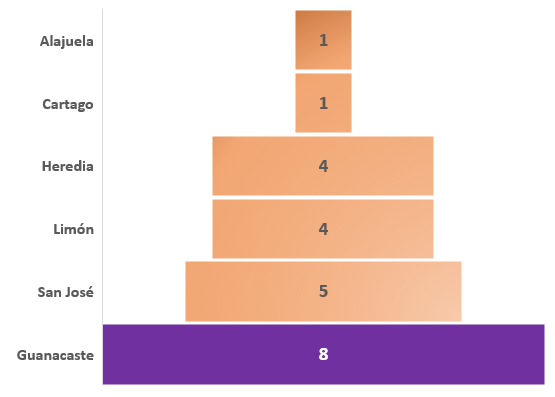 Alajuela 1
Cartago 1
Heredia 4
Limón 4
San José 5
Guanacaste 8